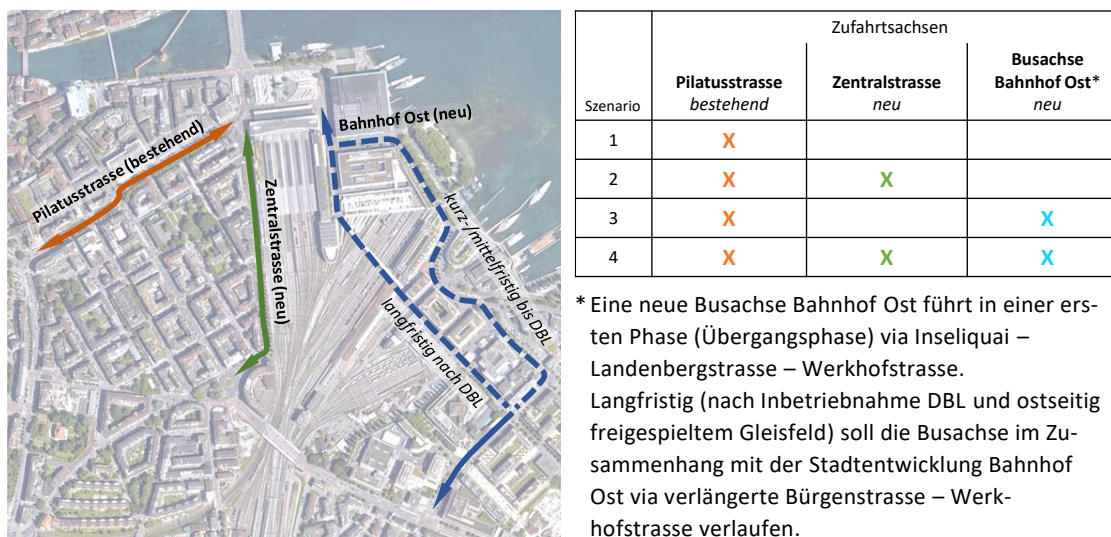 Pilatusstrasse (bestehend)
Zentralstrasse (neu)
Bahnhof Ost (neu)
kurz-/mittelfristig bis DBL
langfristig nach DBL
Zufahrtsachsen
Szenario
Pilatusstrasse
bestehend
Zentralstrasse
neu
Busachse
Bahnhof Ost*
neu
1 X
2 X X
3 X X
4 X X X
* Eine neue Busachse Bahnhof Ost führt in einer ers-
ten Phase (Übergangsphase) via Inseliquai –
Landenbergstrasse – Werkhofstrasse.
Langfristig (nach Inbetriebnahme DBL und ostseitig
freigespieltem Gleisfeld) soll die Busachse im Zu-
sammenhang mit der Stadtentwicklung Bahnhof
Ost via verlängerte Bürgenstrasse – Werk-
hofstrasse verlaufen.